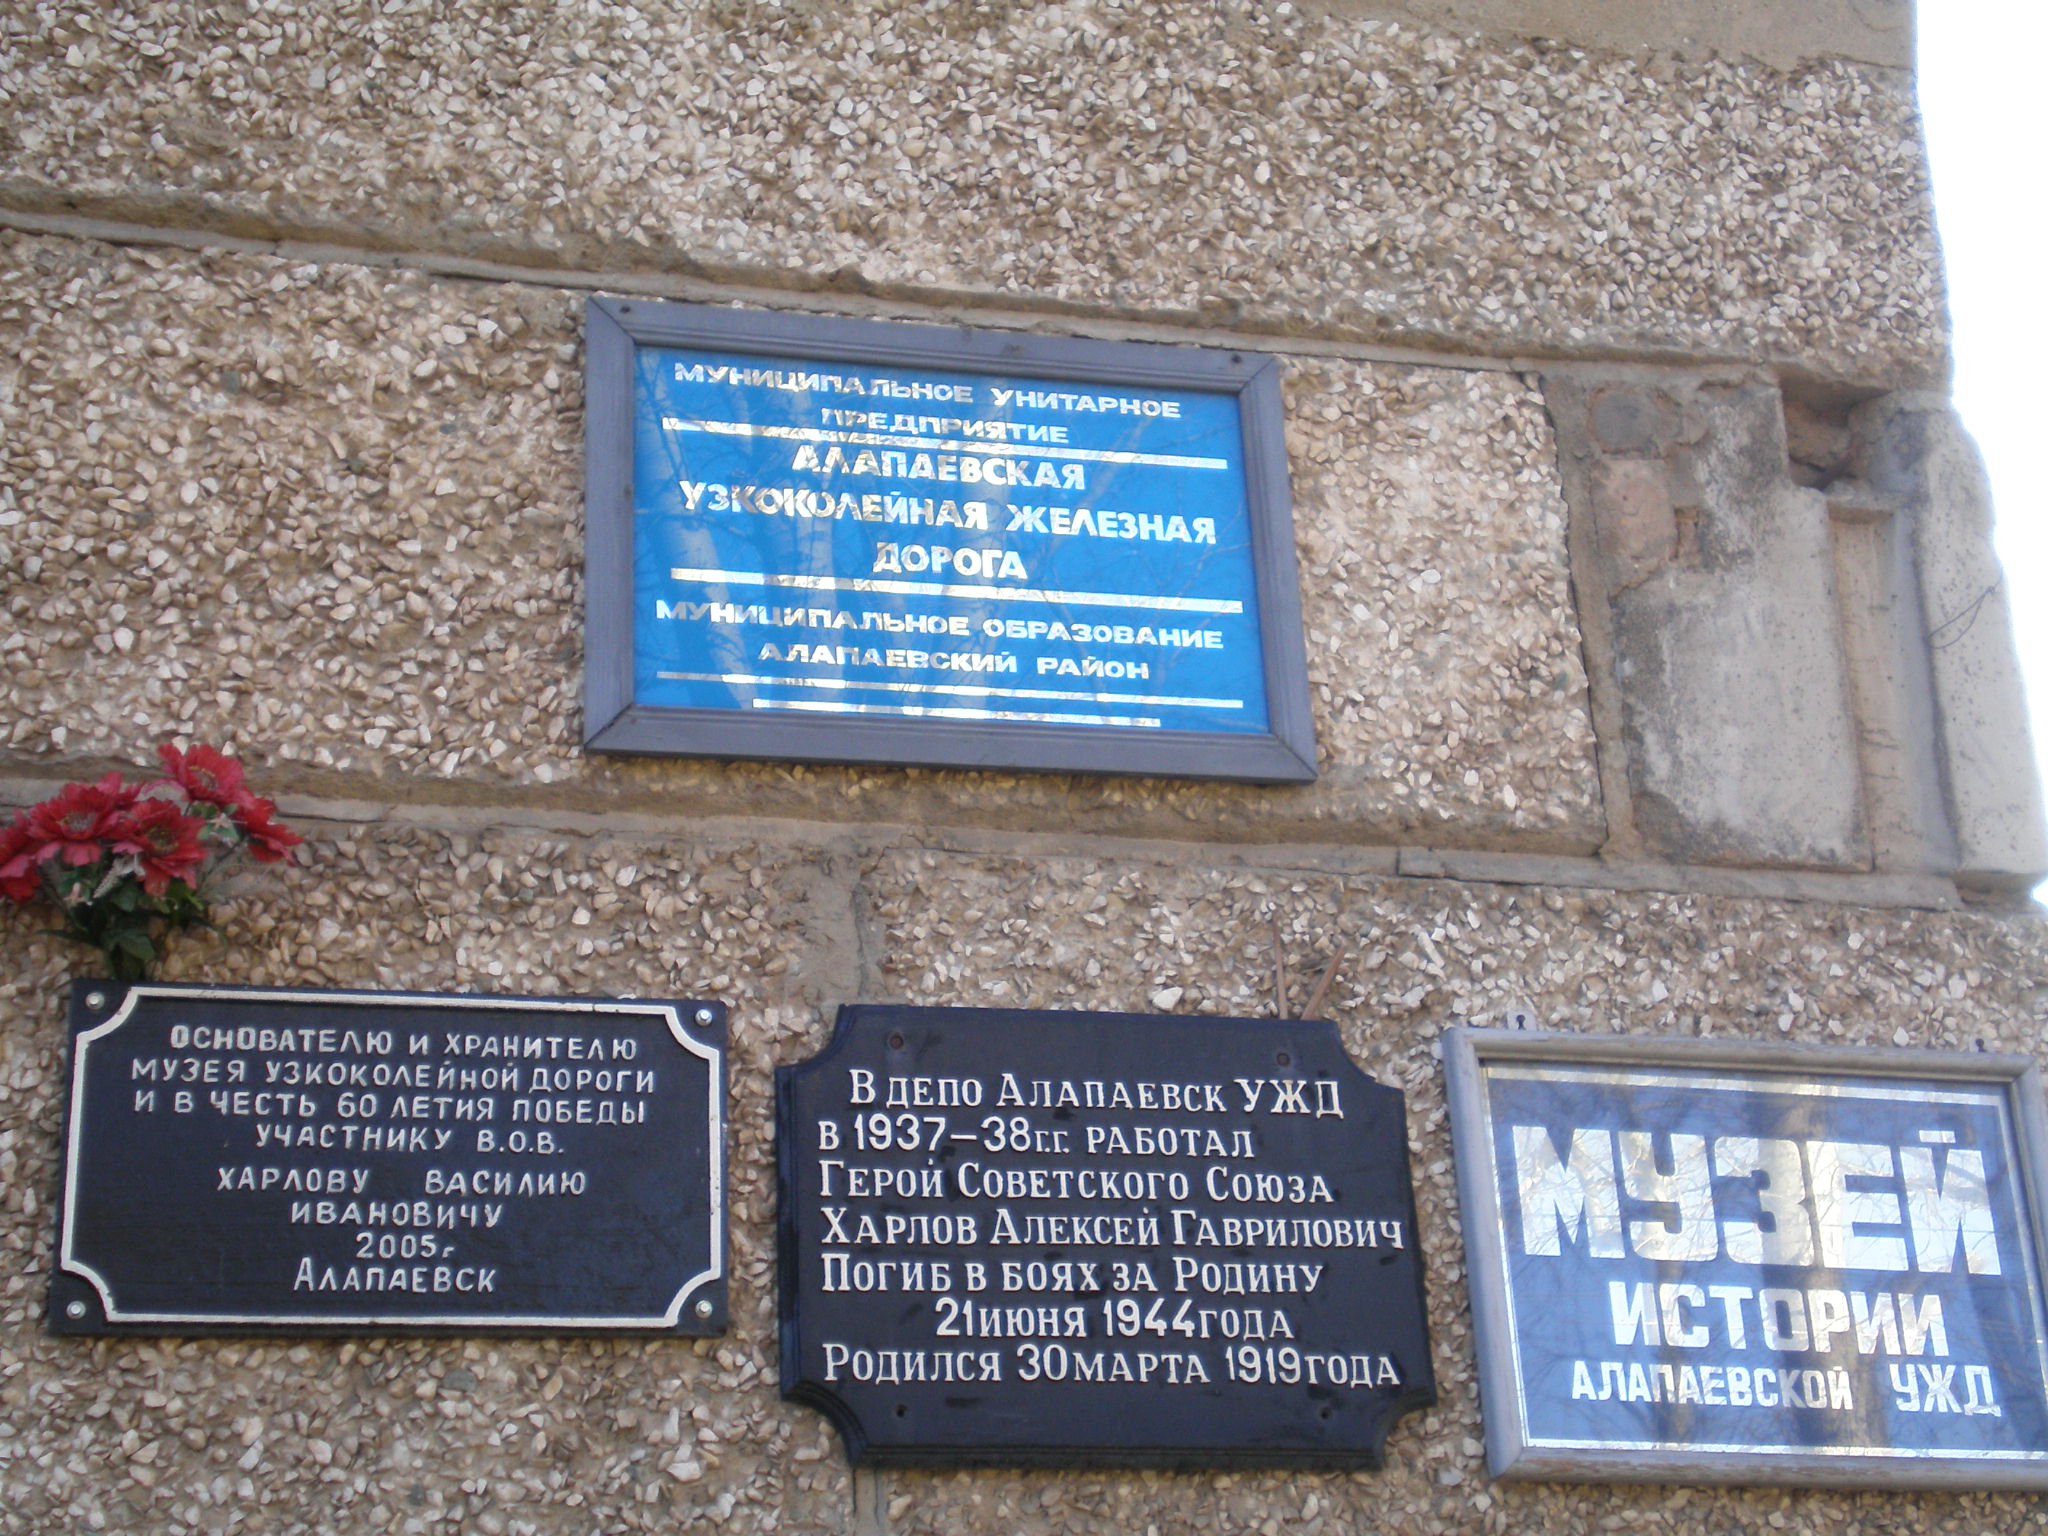 МУНИЦИПАЛЬНОЕ УНИТАРНОЕ
ПРЕДПРИЯТИЕ
АЛАПАЕВСКАЯ
УЗКОКОЛЕЙНАЯ ЖЕЛЕЗНАЯ
ДОРОГА
МУНИЦИПАЛЬНОЕ ОБРАЗОВАНИЕ
АЛАПАЕВСКИЙ РАЙОН
ОСНОВАТЕЛЮ И ХРАНИТЕЛЮ
МУЗЕЯ УЗКОКОЛЕЙНОЙ ДОРОГИ
И В ЧЕСТЬ 60 ЛЕТИЯ ПОБЕДЫ
УЧАСТНИКУ В.О.В.
ХАРЛОВУ ВАСИЛИЮ
ИВАНОВИЧУ
2005г
АЛАПАЕВСК
В ДЕПО АЛАПАЕВСК УЖД
В 1937-38Г.Г. РАБОТАЛ
ГЕРОЙ СОВЕТСКОГО СОЮЗА
ХАРЛОВ АЛЕКСЕЙ ГАВРИЛОВИЧ
ПОГИБ В БОЯХ ЗА РОДИНУ
21 ИЮНЯ 1944 ГОДА
РОДИЛСЯ 30 МАРТА 1919 ГОДА
МУЗЕЙ
ИСТОРИИ
АЛАПАЕВСКОЙ УЖД